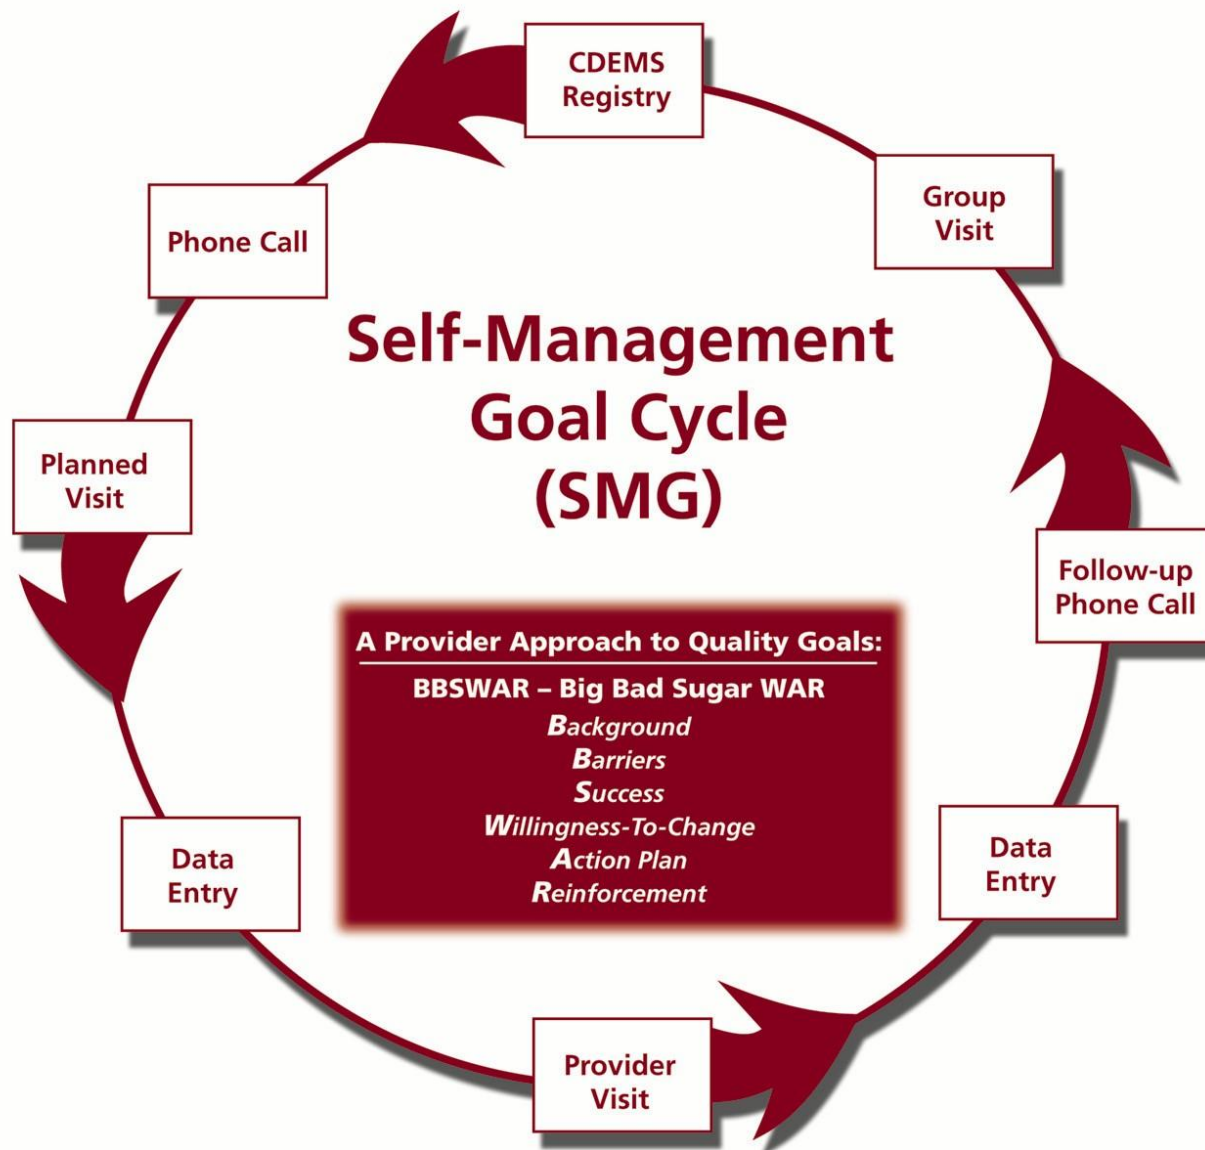 CDEMS
Registry
Group
Visit
Phone Call
Self-Management
Goal Cycle
(SMG)
Planned
Visit
Follow-up
Phone Call
A Provider Approach to Quality Goals:
BBSWAR – Big Bad Sugar WAR
Background
Barriers
Success
Willingness-To-Change
Action Plan
Reinforcement
Data
Entry
Data
Entry
Provider
Visit